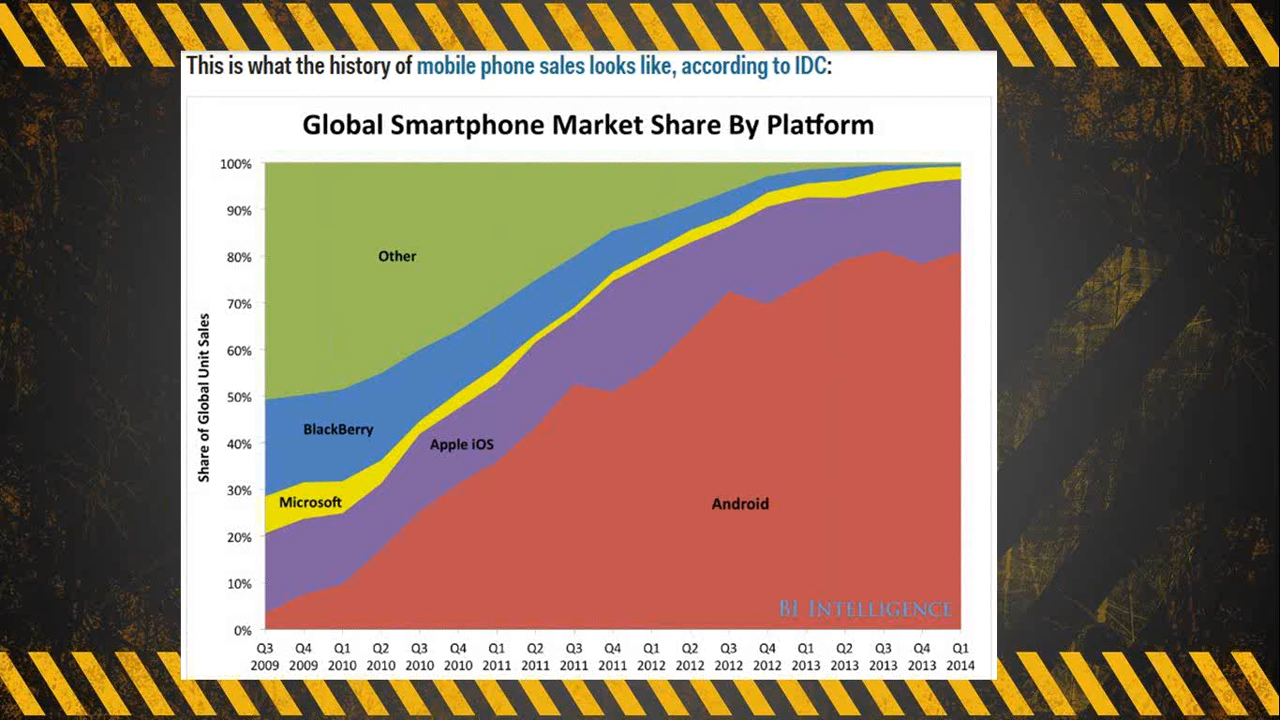 This is what the history of mobile phone sales looks like, according to IDC:
Global Smartphone Market Share By Platform
Share of Global Unit Sales
100%
90%
80%
70%
60%
50%
40%
30%
20%
10%
0%
Other
BlackBerry
Microsoft
Apple iOS
Android
BI INTELLIGENCE
Q3 Q4 Q1 Q2 Q3 Q4 Q1 Q2 Q3 Q4 Q1 Q2 Q3 Q4 Q1 Q2 Q3 Q4 Q1
2009 2009 2010 2010 2010 2010 2011 2011 2011 2011 2012 2012 2012 2012 2013 2013 2013 2013 2014